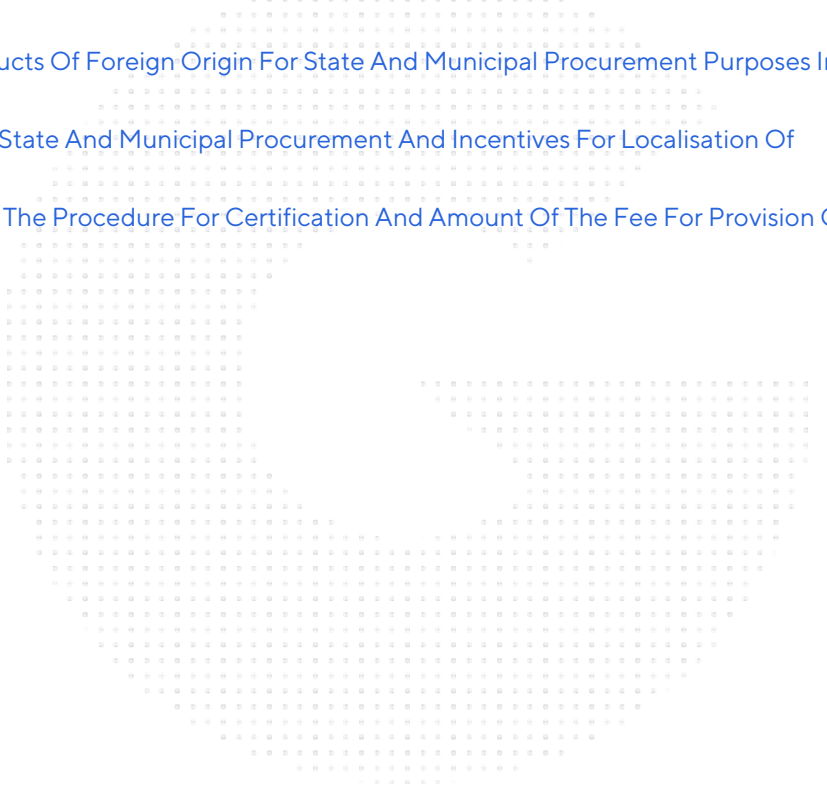 ucts Of Foreign Origin For State And Municipal Procurement Purposes In
State And Municipal Procurement And Incentives For Localisation Of
The Procedure For Certification And Amount Of The Fee For Provision